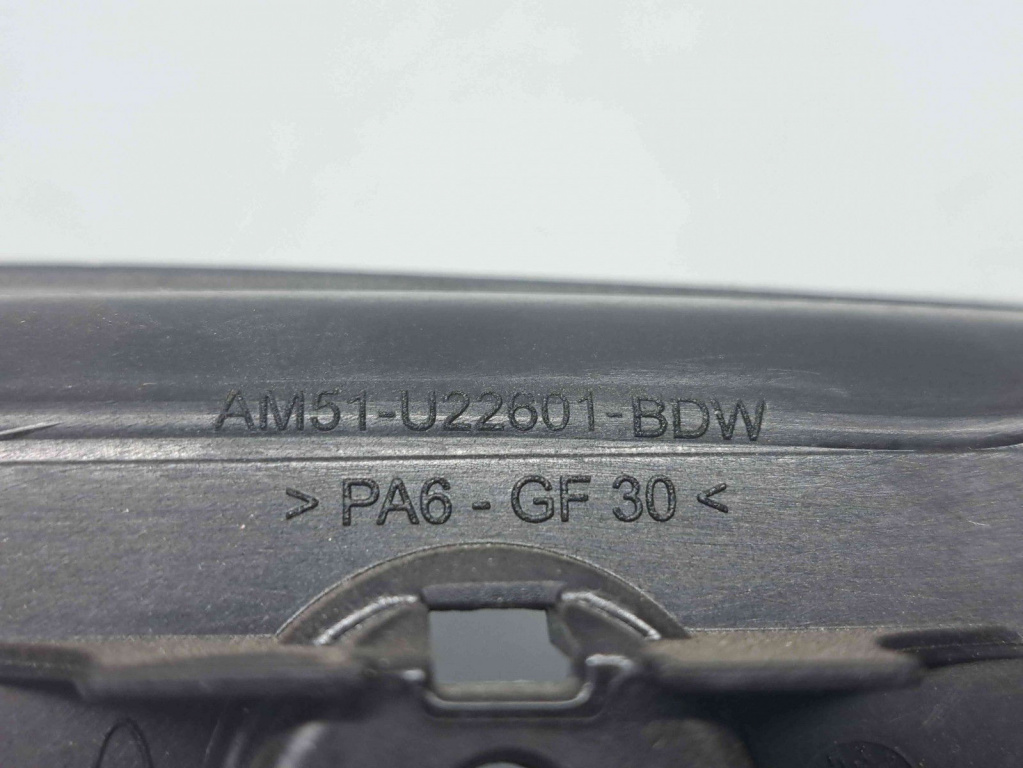 AM51-U22601-BDW
> PA6 - GF 30 <